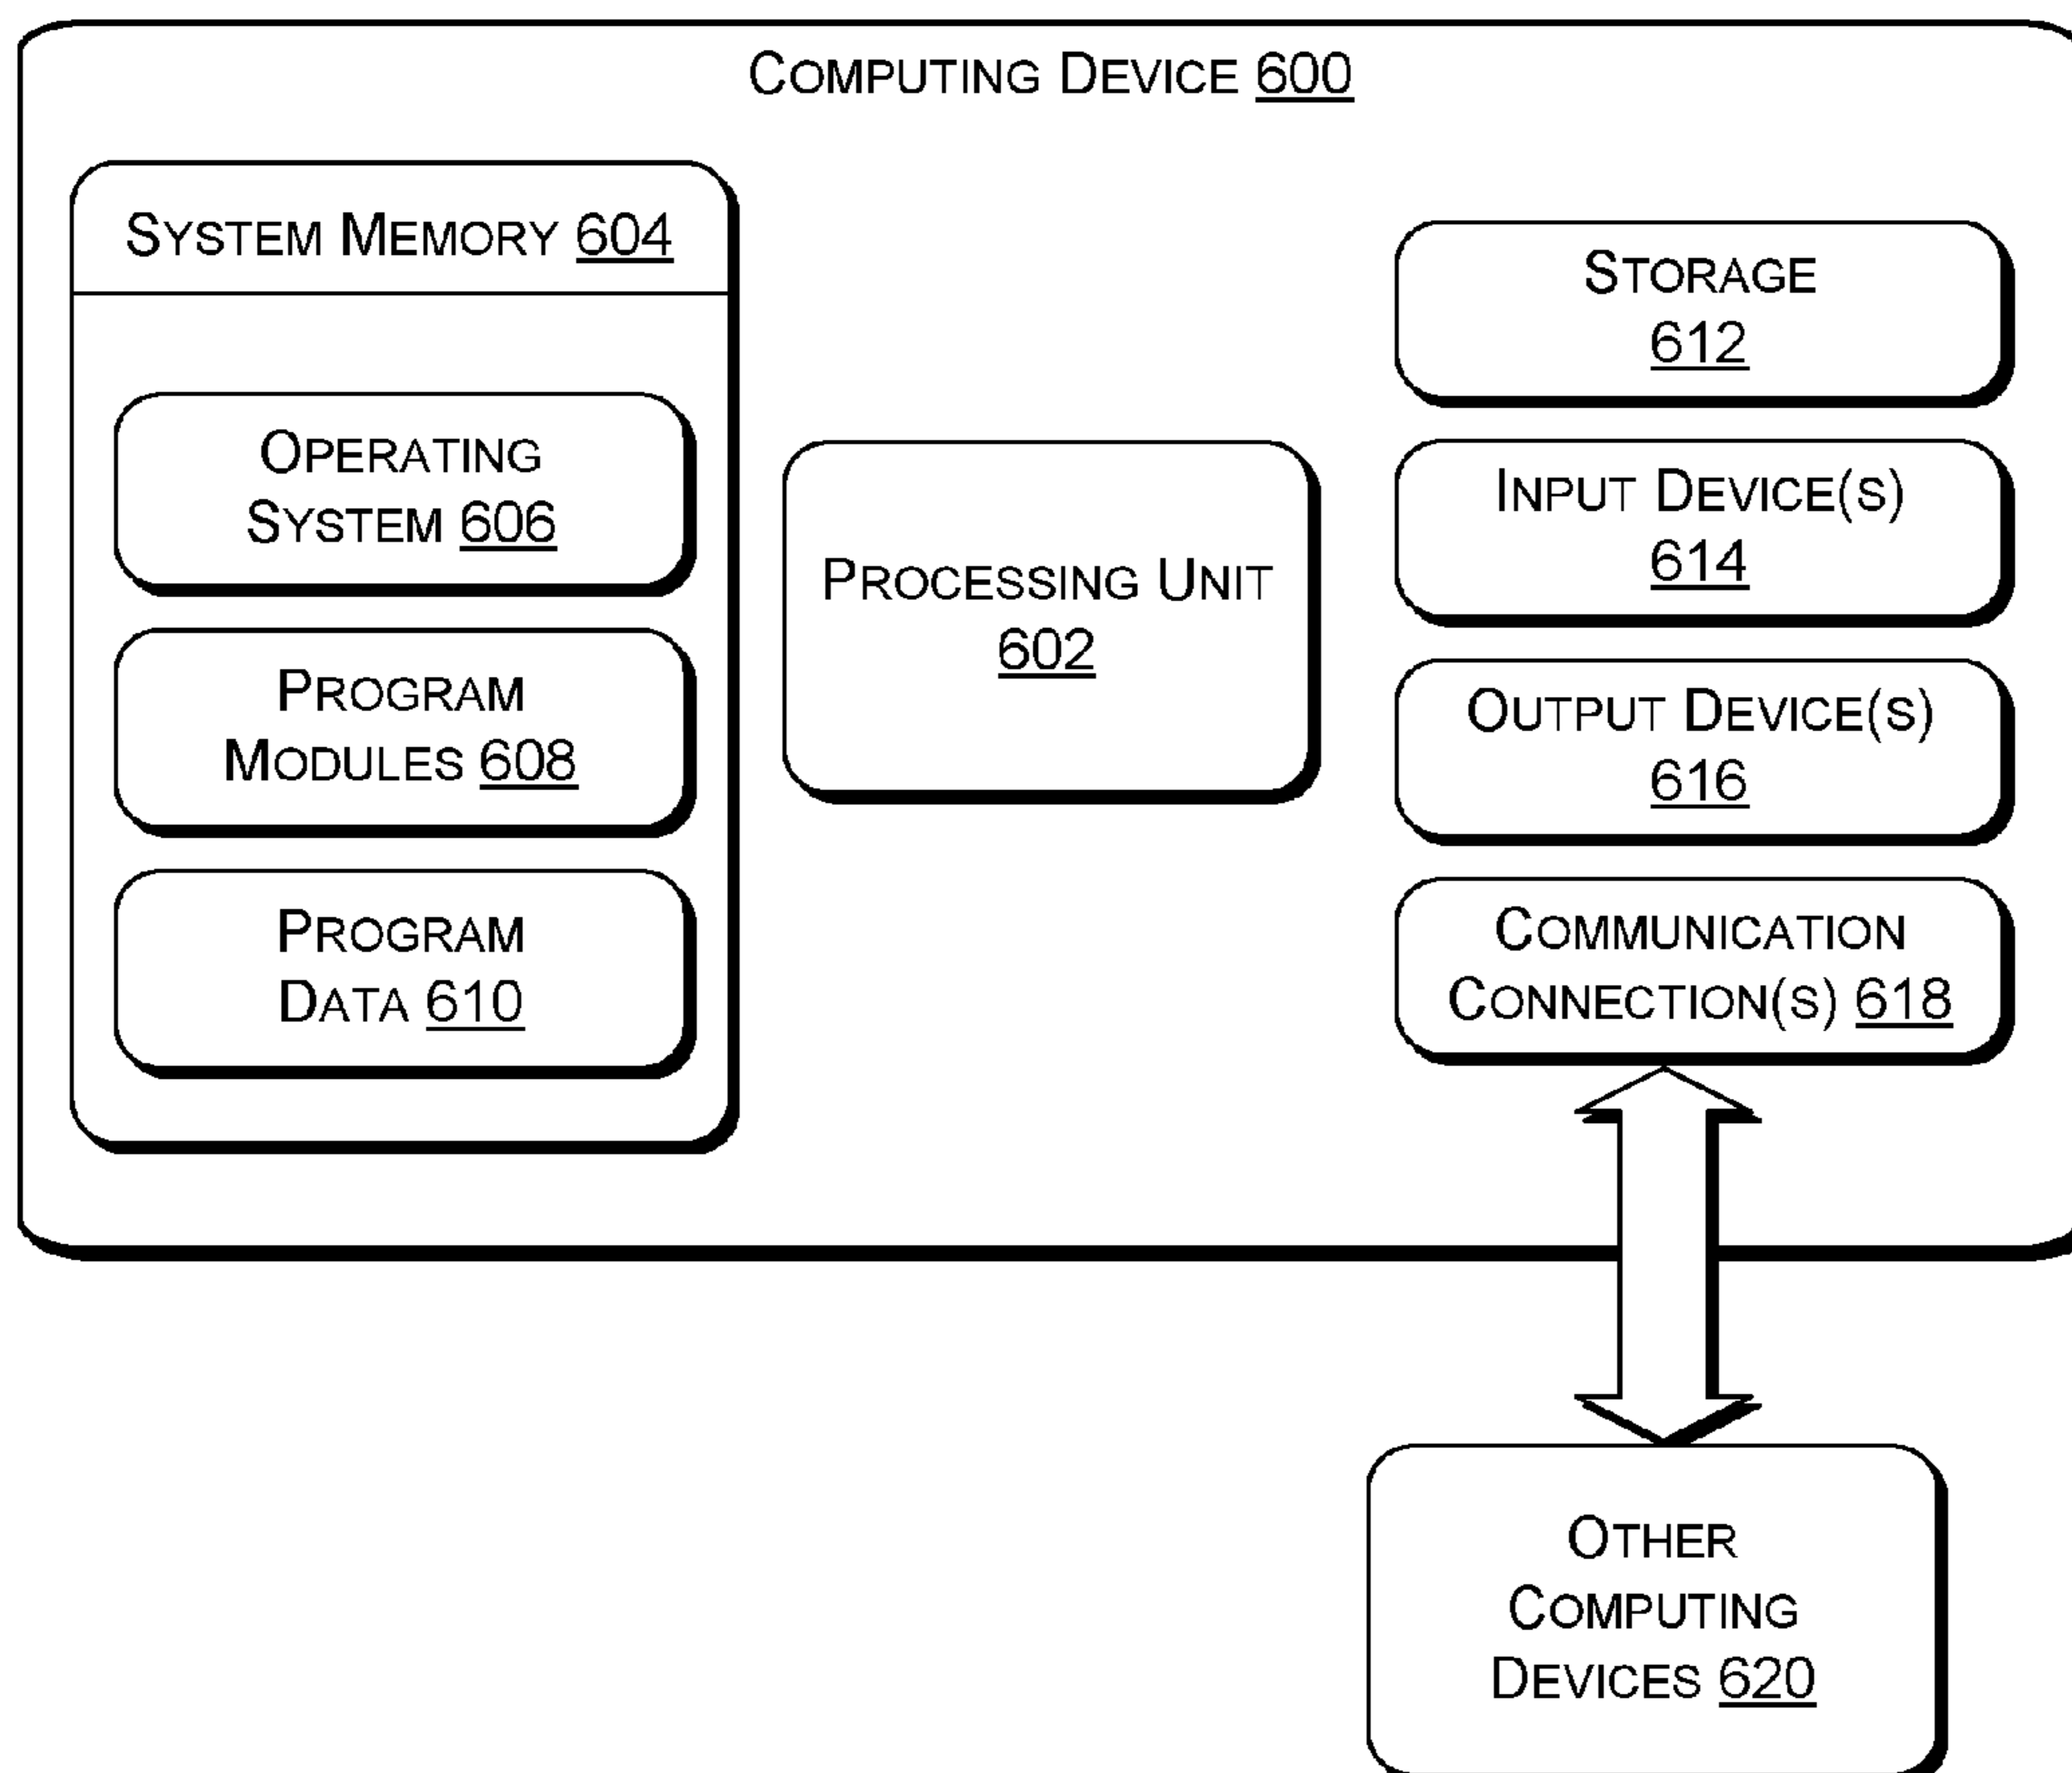 COMPUTING DEVICE 600
SYSTEM MEMORY 604
OPERATING
SYSTEM 606
PROGRAM
MODULES 608
PROGRAM
DATA 610
PROCESSING UNIT
602
STORAGE
612
INPUT DEVICE(S)
614
OUTPUT DEVICE(S)
616
COMMUNICATION
CONNECTION(S) 618
OTHER
COMPUTING
DEVICES 620